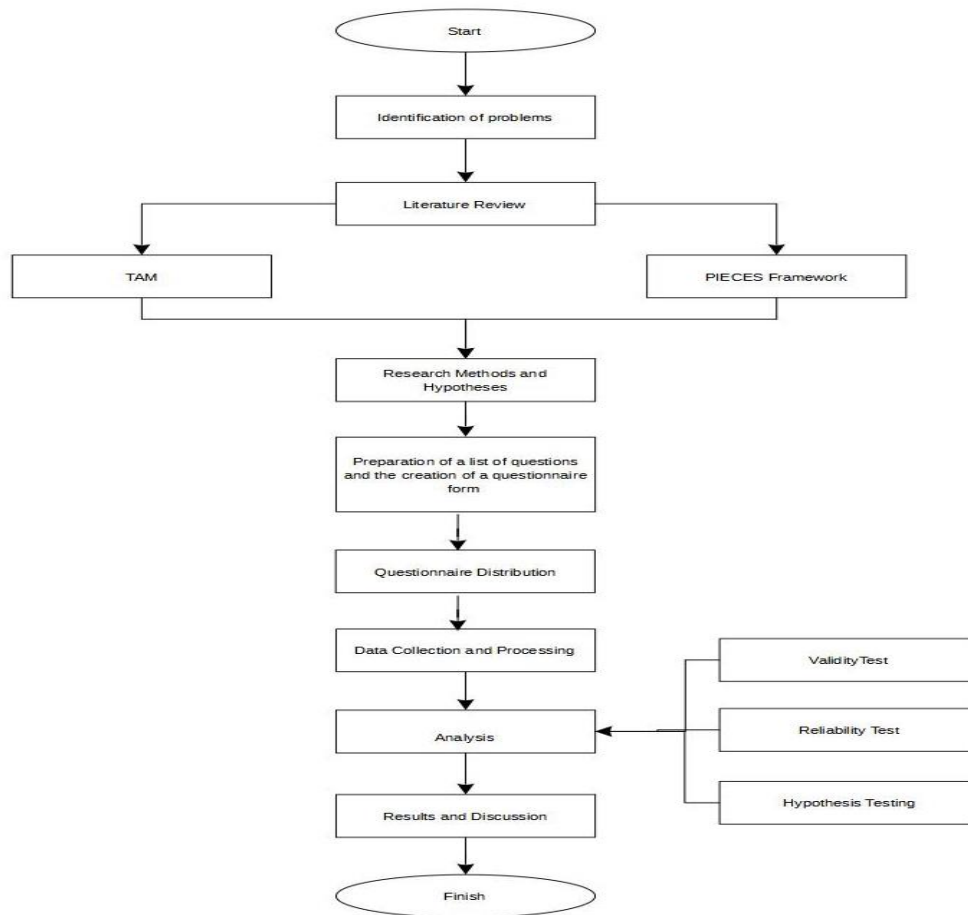 Start
Identification of problems
Literature Review
TAM
PIECES Framework
Research Methods and
Hypotheses
Preparation of a list of questions
and the creation of a questionnaire
form
Questionnaire Distribution
Data Collection and Processing
ValidityTest
Analysis
Reliability Test
Results and Discussion
Hypothesis Testing
Finish